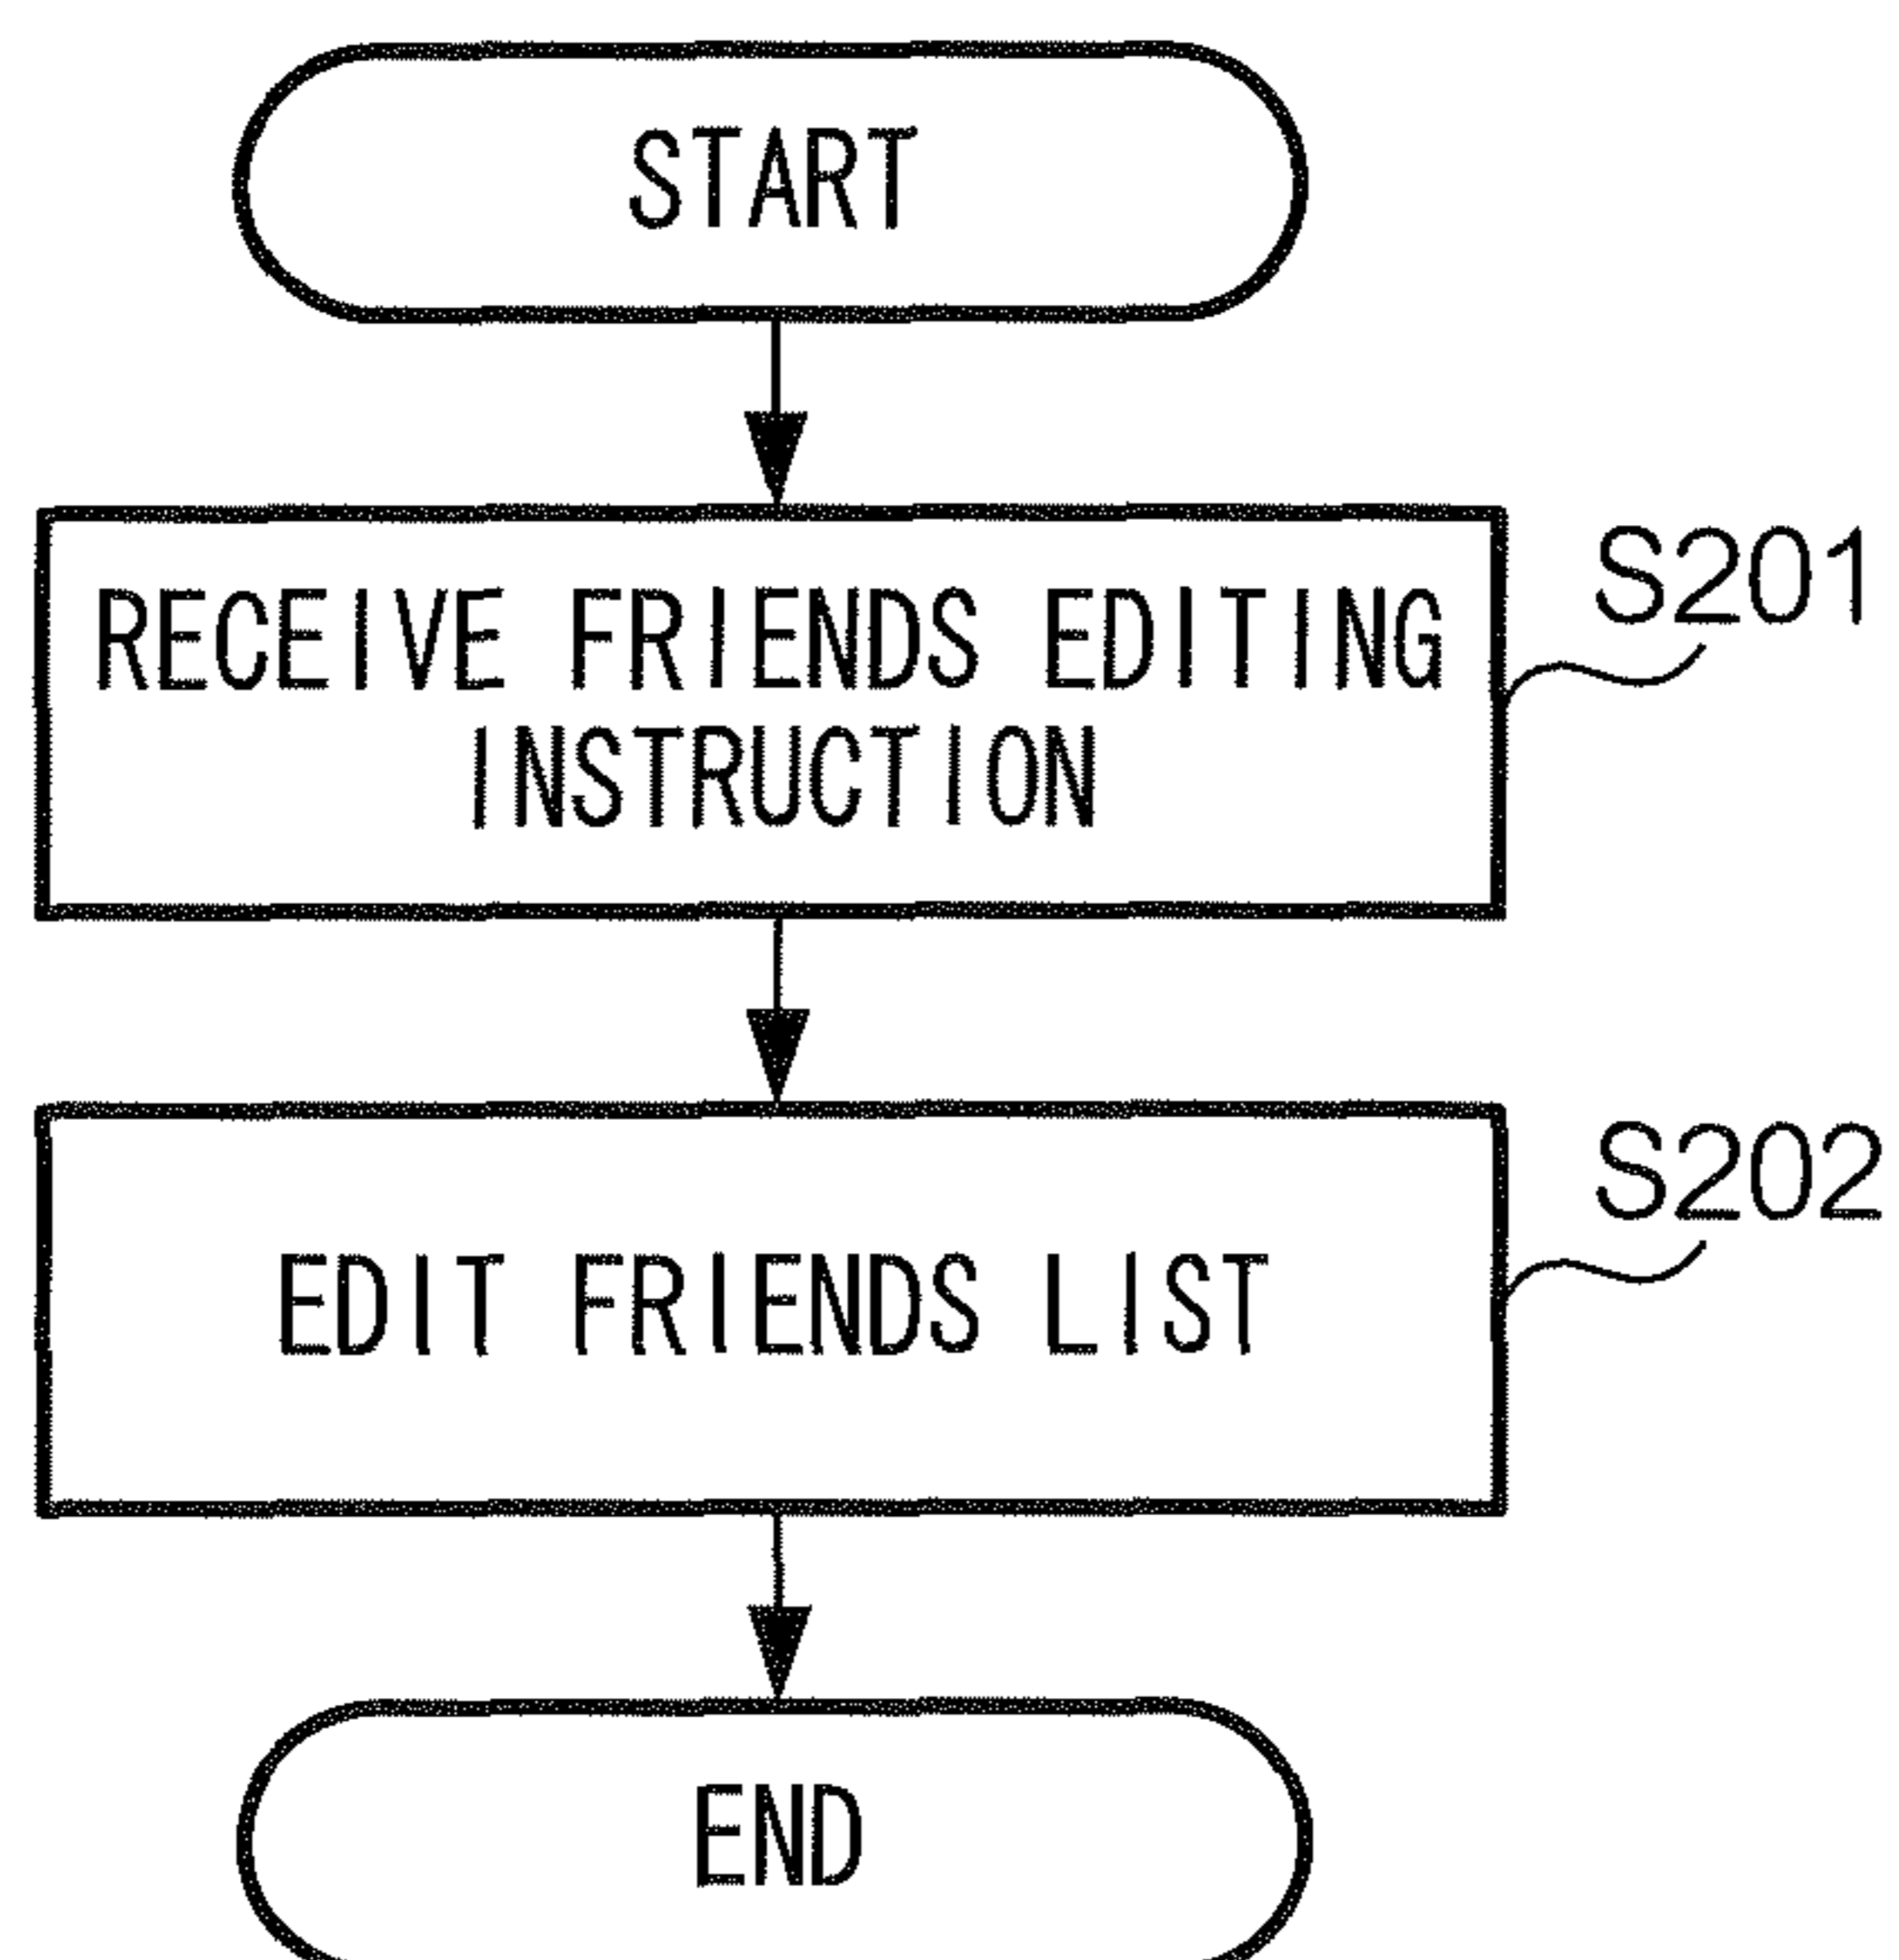 START
RECEIVE FRIENDS EDITING
INSTRUCTION
S201
EDIT FRIENDS LIST
S202
END